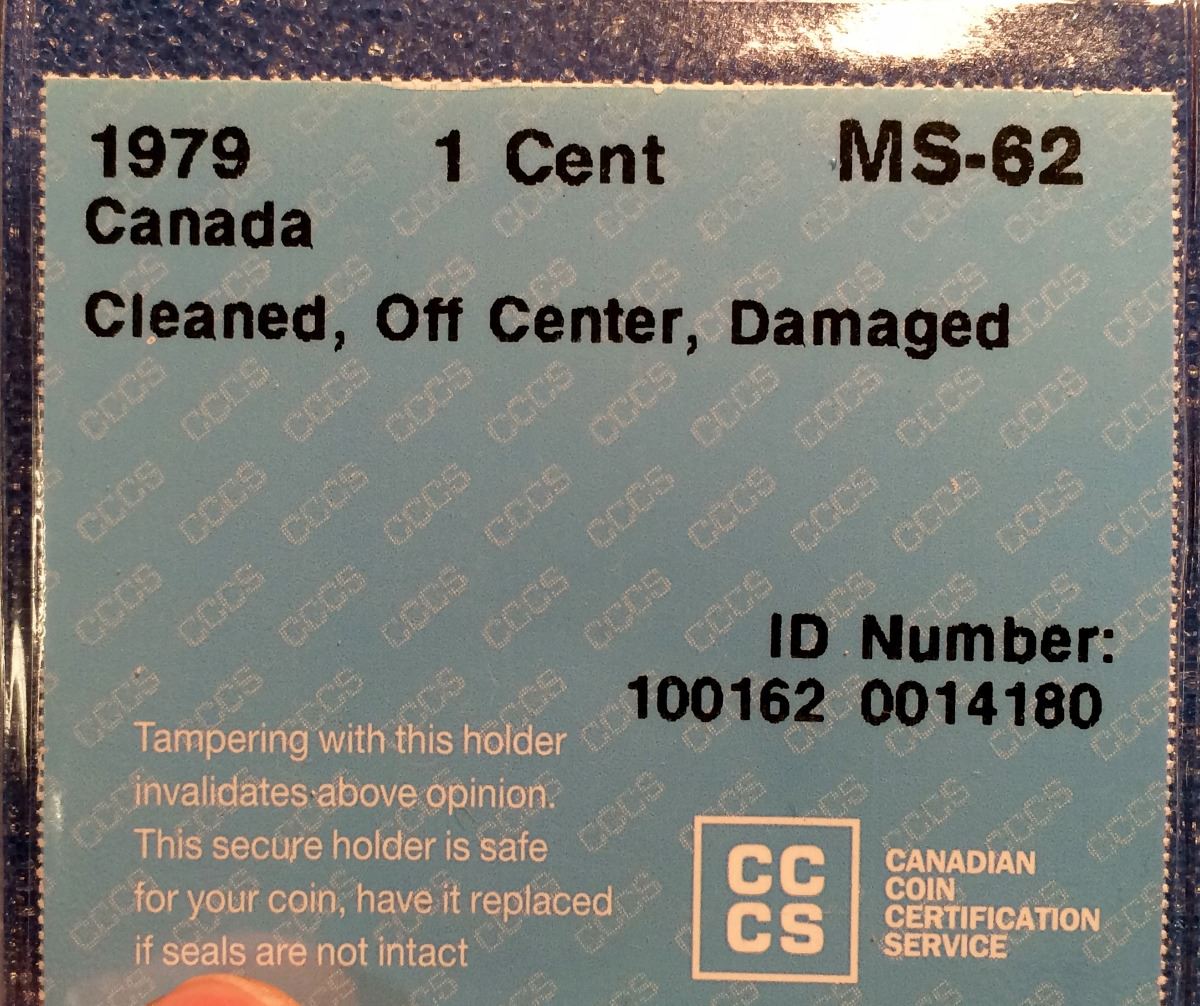 1979 1 Cent MS-62
Canada
Cleaned, Off Center, Damaged
ID Number:
100162 0014180
Tampering with this holder
invalidates above opinion.
This secure holder is safe
for your coin, have it replaced
if seals are not intact
CC
CS
CANADIAN
COIN
CERTIFICATION
SERVICE